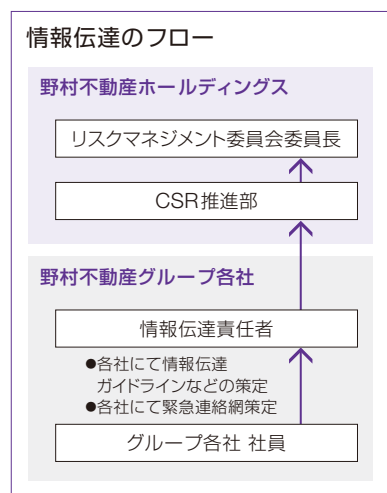 情報伝達のフロー
野村不動産ホールディングス
リスクマネジメント委員会委員長
CSR推進部
野村不動産グループ各社
情報伝達責任者
●各社にて情報伝達
ガイドラインなどの策定
●各社にて緊急連絡網策定
グループ各社 社員